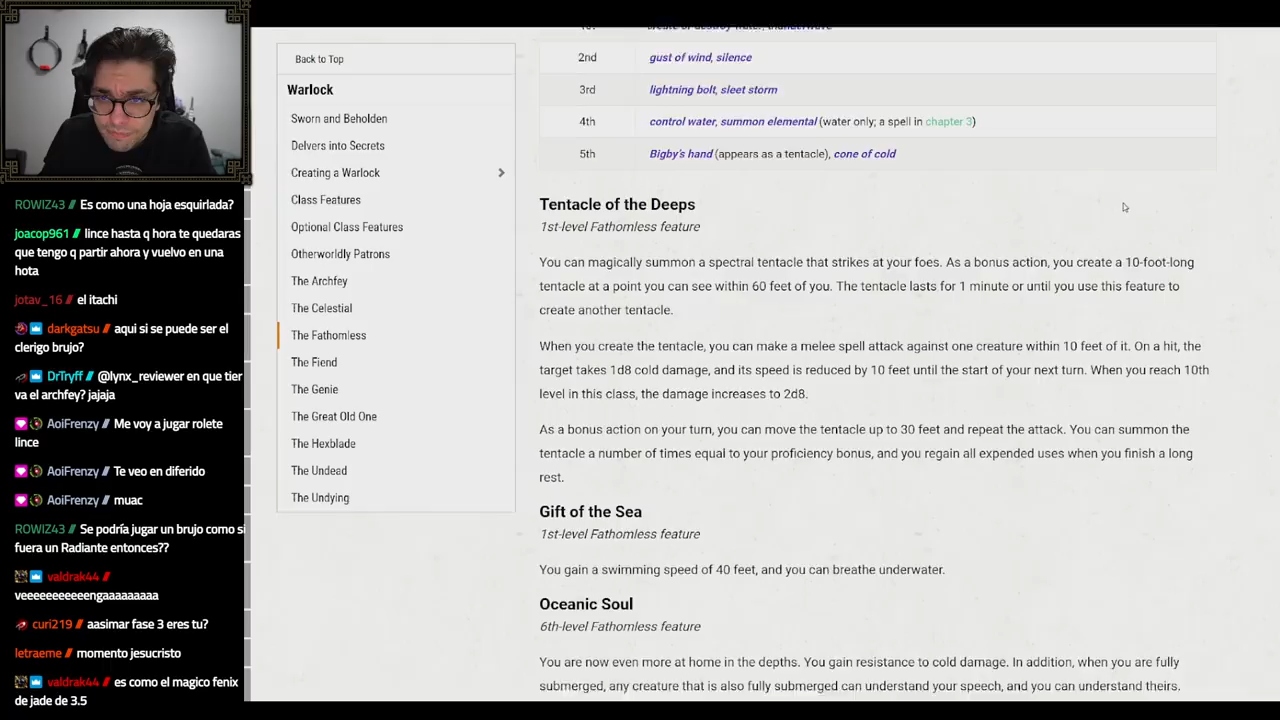 ROWIZ43 // Es como una hoja esquirlada?
joacop961 // lince hasta q hora te quedaras
que tengo q partir ahora y vuelvo en una
hota
jotav_16 // el itachi
darkgatsu // aqui si se puede ser el
clerigo brujo?
DrTryff // @lynx_reviewer en que tier
va el archfey? jajaja
AoiFrenzy // Me voy a jugar rolete
lince
AoiFrenzy // Te veo en diferido
AoiFrenzy // muac
ROWIZ43 // Se podría jugar un brujo como si
fuera un Radiante entonces??
valdrak44 //
veeeeeeeeeengaaaaaaaaa
curi219 // aasimar fase 3 eres tu?
letraeme // momento jesucristo
valdrak44 // es como el magico fenix
de jade de 3.5
Back to Top
Warlock
Sworn and Beholden
Delvers into Secrets
Creating a Warlock
Class Features
Optional Class Features
Otherworldly Patrons
The Archfey
The Celestial
The Fathomless
The Fiend
The Genie
The Great Old One
The Hexblade
The Undead
The Undying
2nd gust of wind, silence
3rd lightning bolt, sleet storm
4th control water, summon elemental (water only; a spell in chapter 3)
5th Bigby's hand (appears as a tentacle), cone of cold
Tentacle of the Deeps
1st-level Fathomless feature
You can magically summon a spectral tentacle that strikes at your foes. As a bonus action, you create a 10-foot-long
tentacle at a point you can see within 60 feet of you. The tentacle lasts for 1 minute or until you use this feature to
create another tentacle.
When you create the tentacle, you can make a melee spell attack against one creature within 10 feet of it. On a hit, the
target takes 1d8 cold damage, and its speed is reduced by 10 feet until the start of your next turn. When you reach 10th
level in this class, the damage increases to 2d8.
As a bonus action on your turn, you can move the tentacle up to 30 feet and repeat the attack. You can summon the
tentacle a number of times equal to your proficiency bonus, and you regain all expended uses when you finish a long
rest.
Gift of the Sea
1st-level Fathomless feature
You gain a swimming speed of 40 feet, and you can breathe underwater.
Oceanic Soul
6th-level Fathomless feature
You are now even more at home in the depths. You gain resistance to cold damage. In addition, when you are fully
submerged, any creature that is also fully submerged can understand your speech, and you can understand theirs.